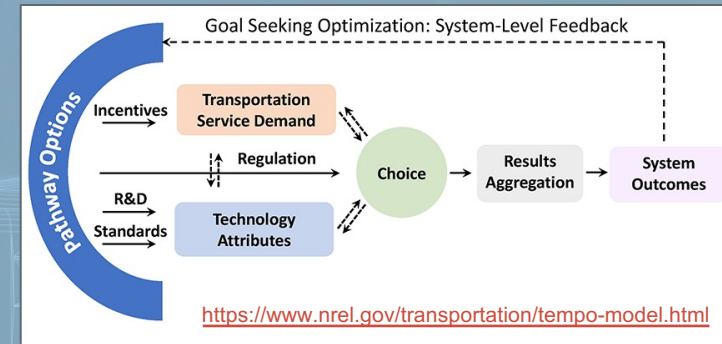 Goal Seeking Optimization: System-Level Feedback
Pathway Options
Incentives
Transportation
Service Demand
Regulation
Choice
Results
Aggregation
System
Outcomes
R&D
Standards
Technology
Attributes
https://www.nrel.gov/transportation/tempo-model.html